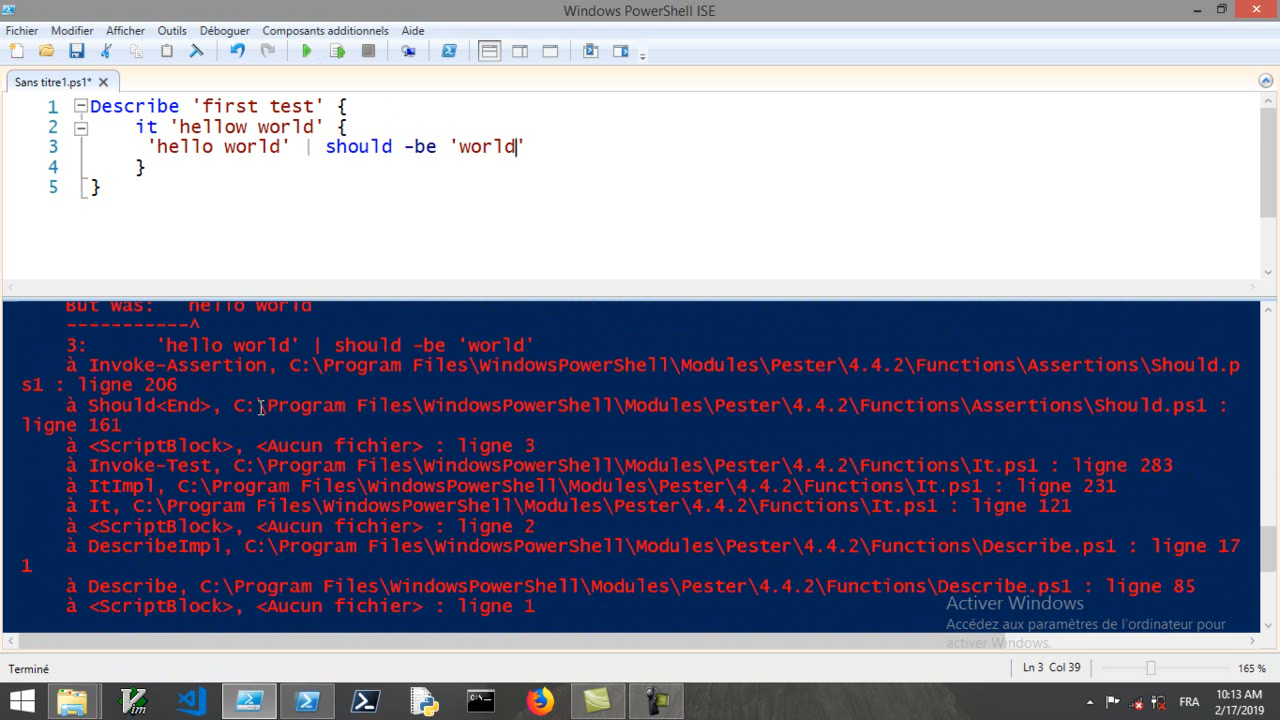 Windows PowerShell ISE
Fichier Modifier Afficher Outils Déboguer Composants additionnels Aide
Sans titre1.ps1*
1 Describe 'first test' {
2 it 'hellow world' {
3 'hello world' | should -be 'world'
4 }
5 }
But was: hello world
-----------^
3: 'hello world' | should -be 'world'
à Invoke-Assertion, C:\Program Files\WindowsPowerShell\Modules\Pester\4.4.2\Functions\Assertions\Should.p
s1 : ligne 206
à Should<End>, C:\Program Files\WindowsPowerShell\Modules\Pester\4.4.2\Functions\Assertions\Should.ps1 :
ligne 161
à <ScriptBlock>, <Aucun fichier> : ligne 3
à Invoke-Test, C:\Program Files\WindowsPowerShell\Modules\Pester\4.4.2\Functions\It.ps1 : ligne 283
à ItImpl, C:\Program Files\WindowsPowerShell\Modules\Pester\4.4.2\Functions\It.ps1 : ligne 231
à It, C:\Program Files\WindowsPowerShell\Modules\Pester\4.4.2\Functions\It.ps1 : ligne 121
à <ScriptBlock>, <Aucun fichier> : ligne 2
à DescribeImpl, C:\Program Files\WindowsPowerShell\Modules\Pester\4.4.2\Functions\Describe.ps1 : ligne 17
1
à Describe, C:\Program Files\WindowsPowerShell\Modules\Pester\4.4.2\Functions\Describe.ps1 : ligne 85
à <ScriptBlock>, <Aucun fichier> : ligne 1
Activer Windows
Accédez aux paramètres de l'ordinateur pour
activer Windows.
Terminé
Ln 3 Col 39
165 %
FR
10:13 AM
2/17/2019